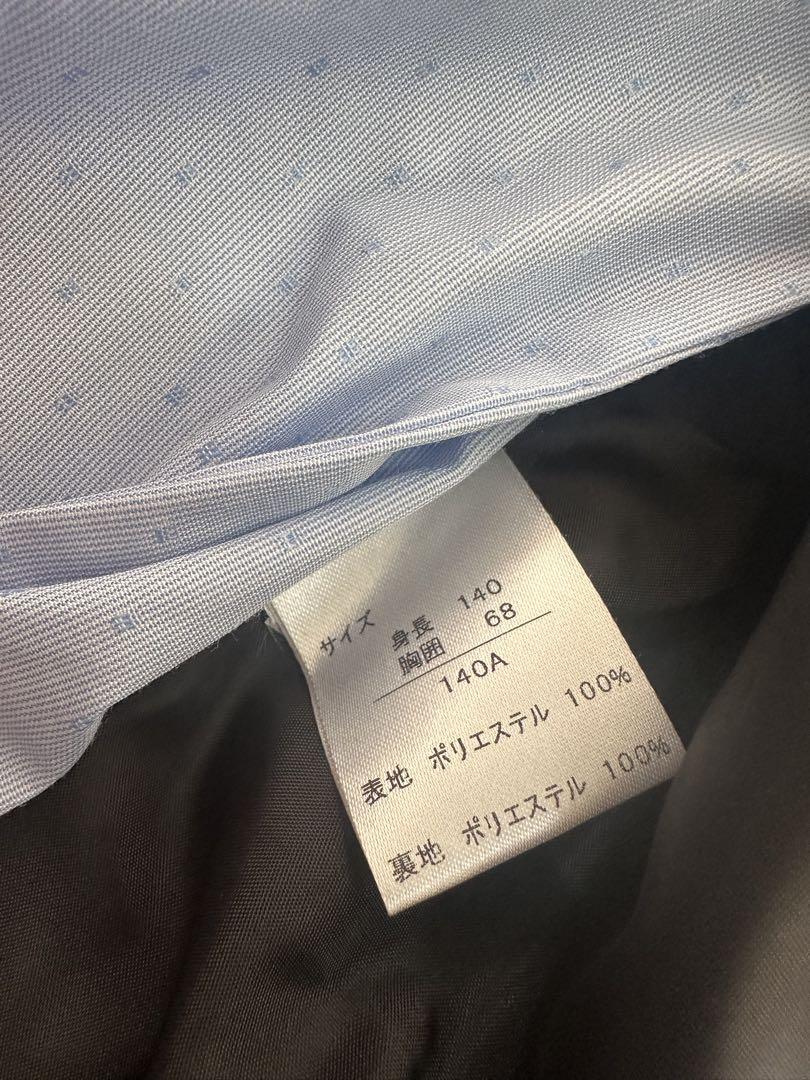 サイズ 身長 140
胸囲 68
140A
表地 ポリエステル 100%
裏地 ポリエステル 100%